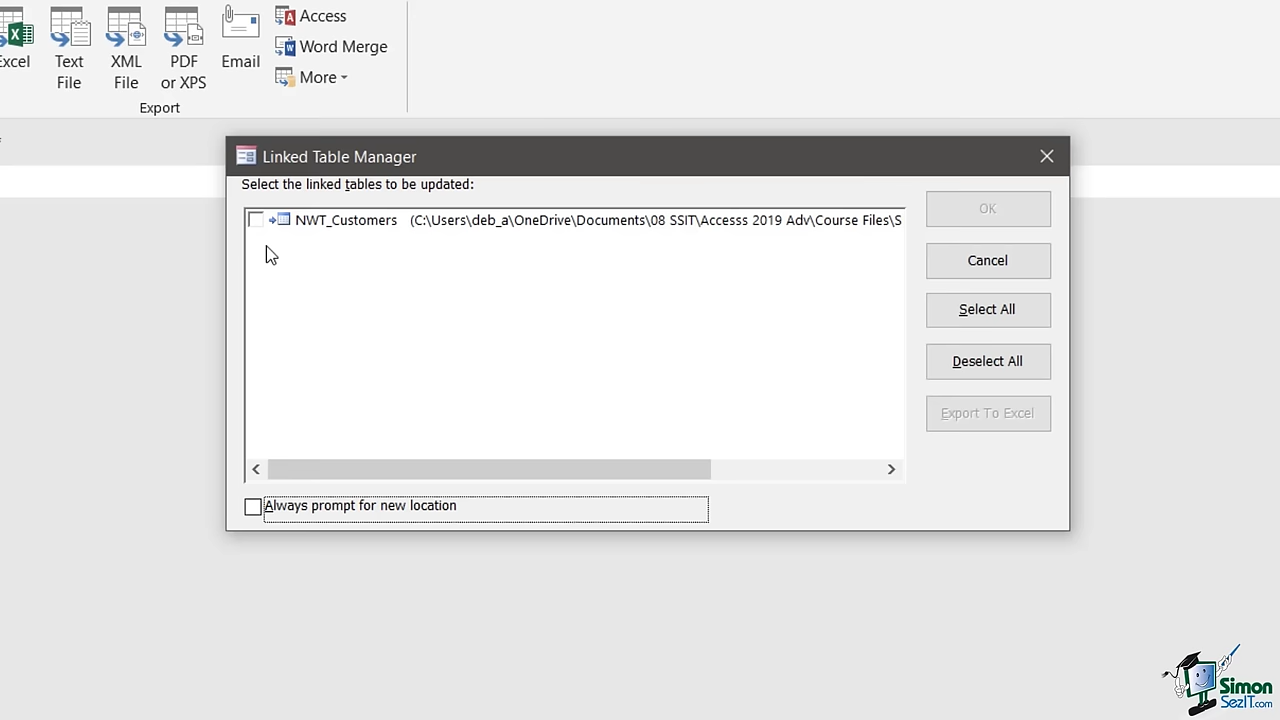 Access
Word Merge
More
Excel
Text File
XML File
PDF or XPS
Email
Export
Linked Table Manager
Select the linked tables to be updated:
NWT_Customers (C:\Users\deb_a\OneDrive\Documents\08 SSIT\Accesss 2019 Adv\Course Files\S
OK
Cancel
Select All
Deselect All
Export To Excel
Always prompt for new location
Simon
SezIT.com